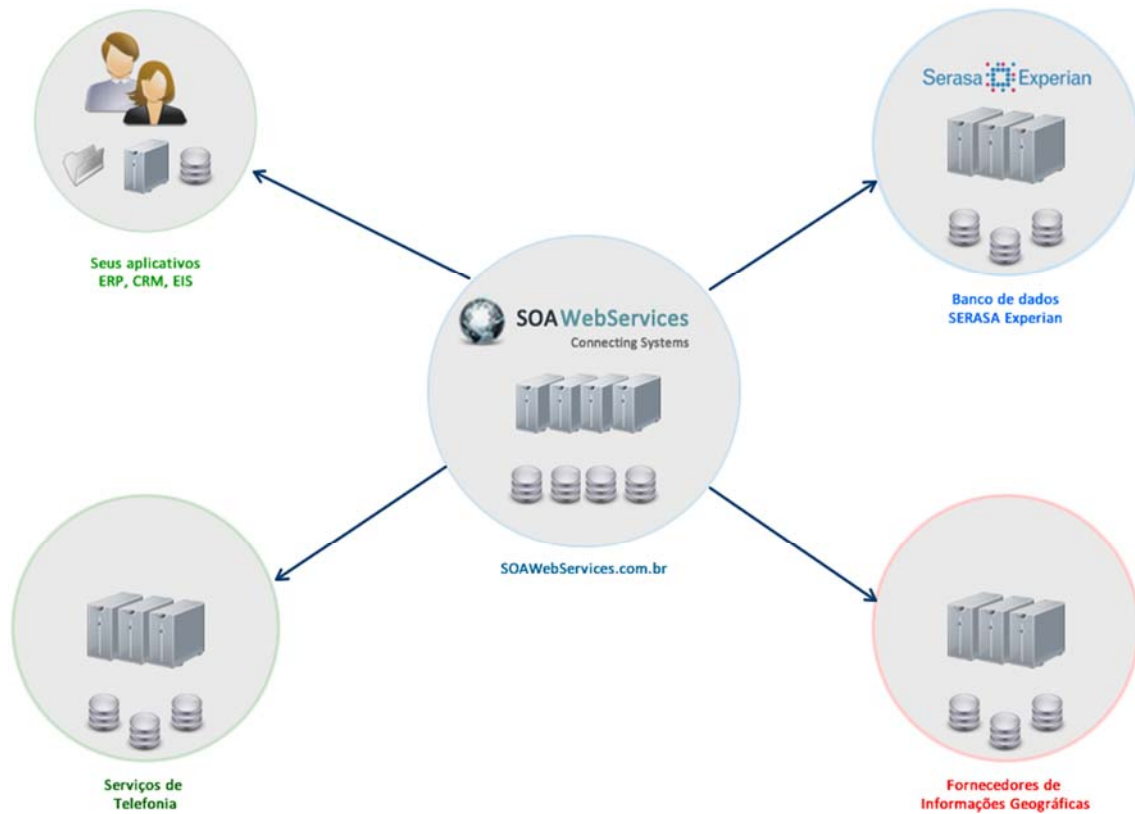 Serasa Experian
Seus aplicativos
ERP, CRM, EIS
Banco de dados
SERASA Experian
SOAWebServices
Connecting Systems
SOAWebServices.com.br
Serviços de
Telefonia
Fornecedores de
Informações Geográficas